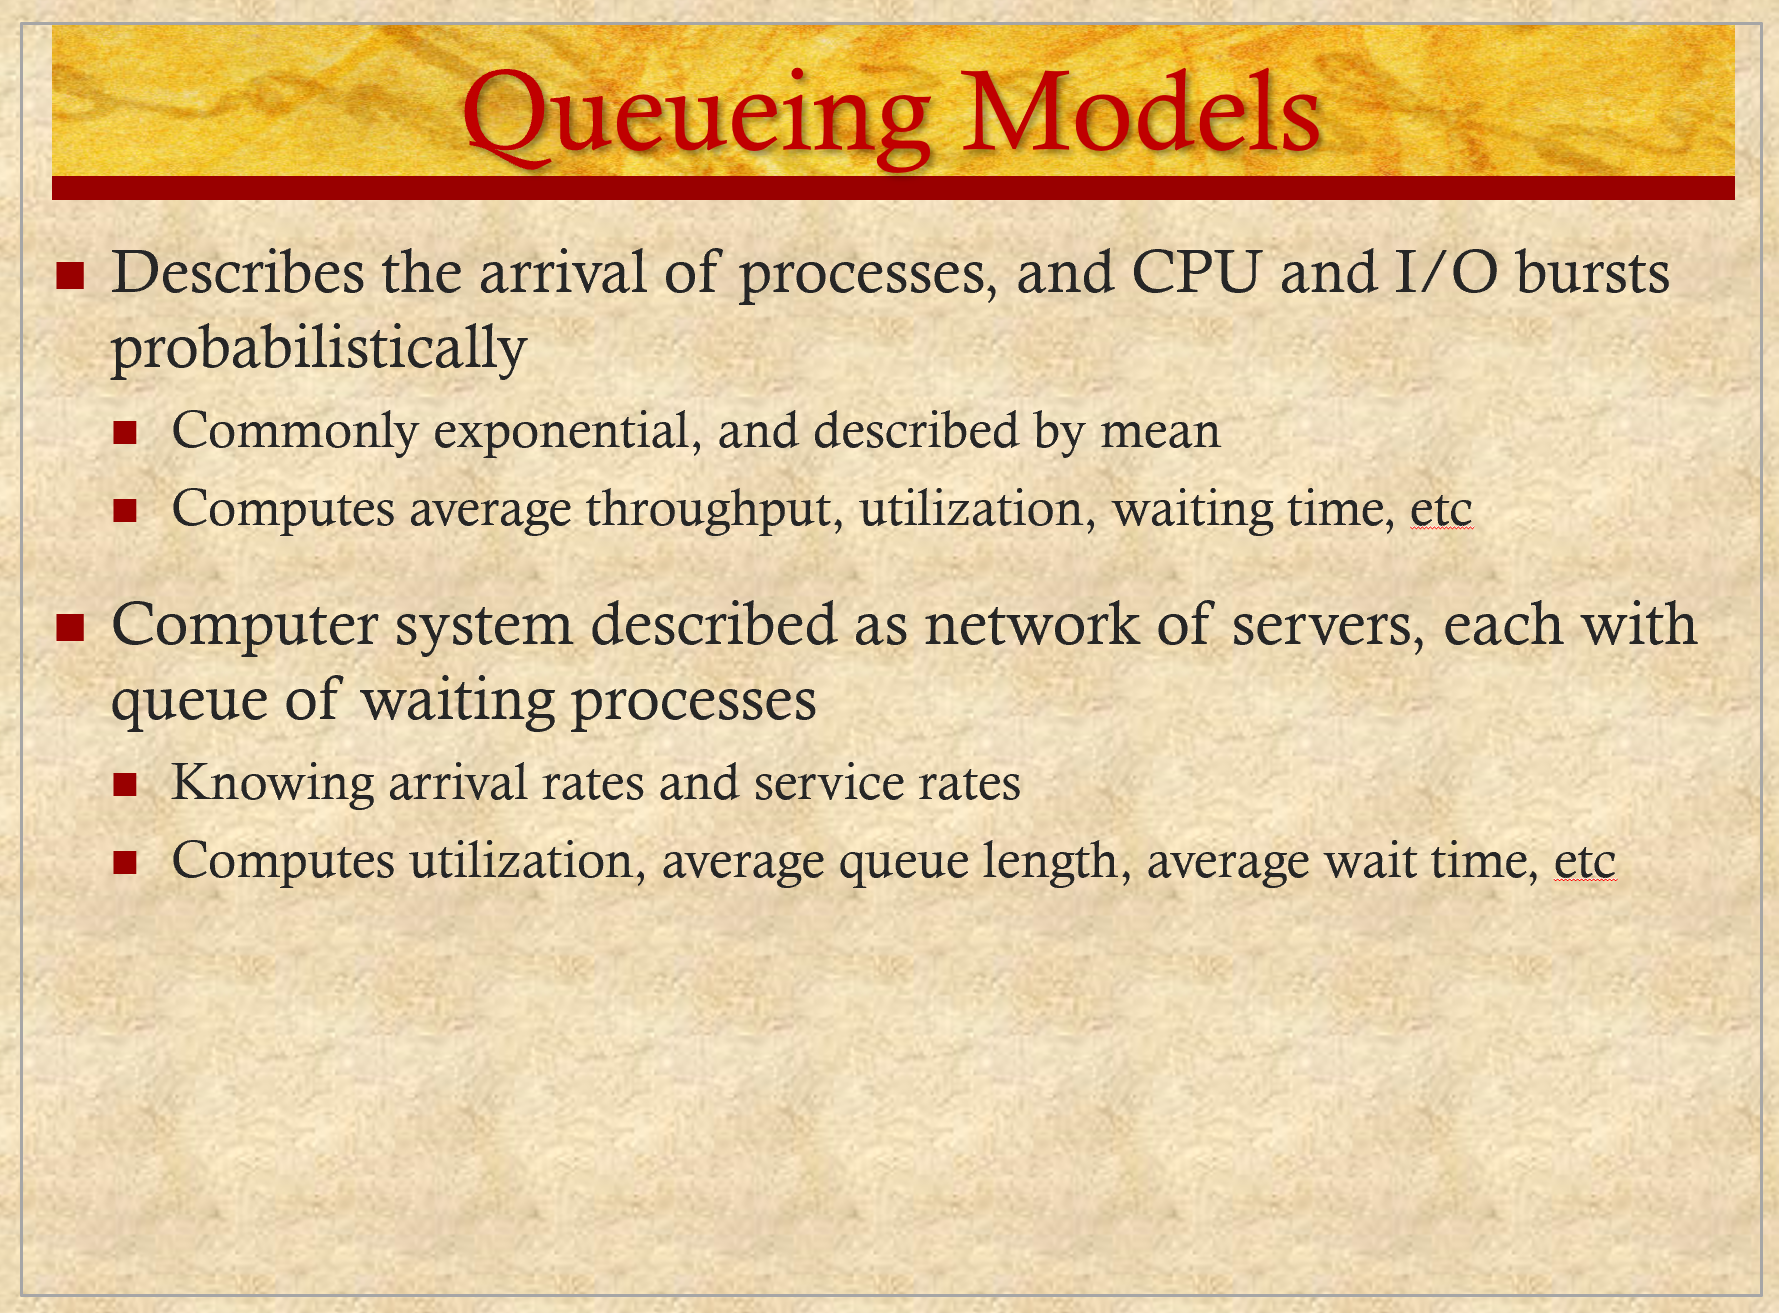 Queueing Models
Describes the arrival of processes, and CPU and I/O bursts
probabilistically
Commonly exponential, and described by mean
Computes average throughput, utilization, waiting time, etc
Computer system described as network of servers, each with
queue of waiting processes
Knowing arrival rates and service rates
Computes utilization, average queue length, average wait time, etc